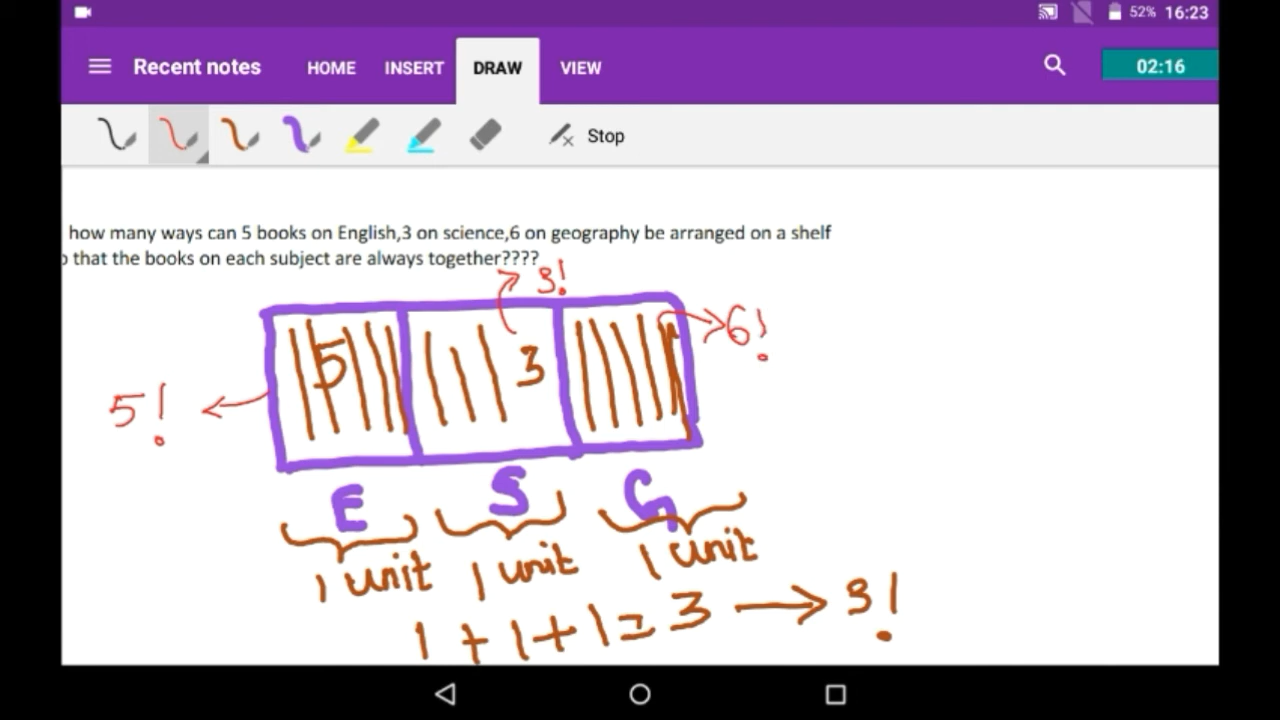 52% 16:23
Recent notes HOME INSERT DRAW VIEW 02:16
Stop
how many ways can 5 books on English,3 on science,6 on geography be arranged on a shelf
that the books on each subject are always together????
3!
6!
5 3
5!
E S G
1 unit 1 unit 1 unit
1 + 1 + 1 = 3 → 3!